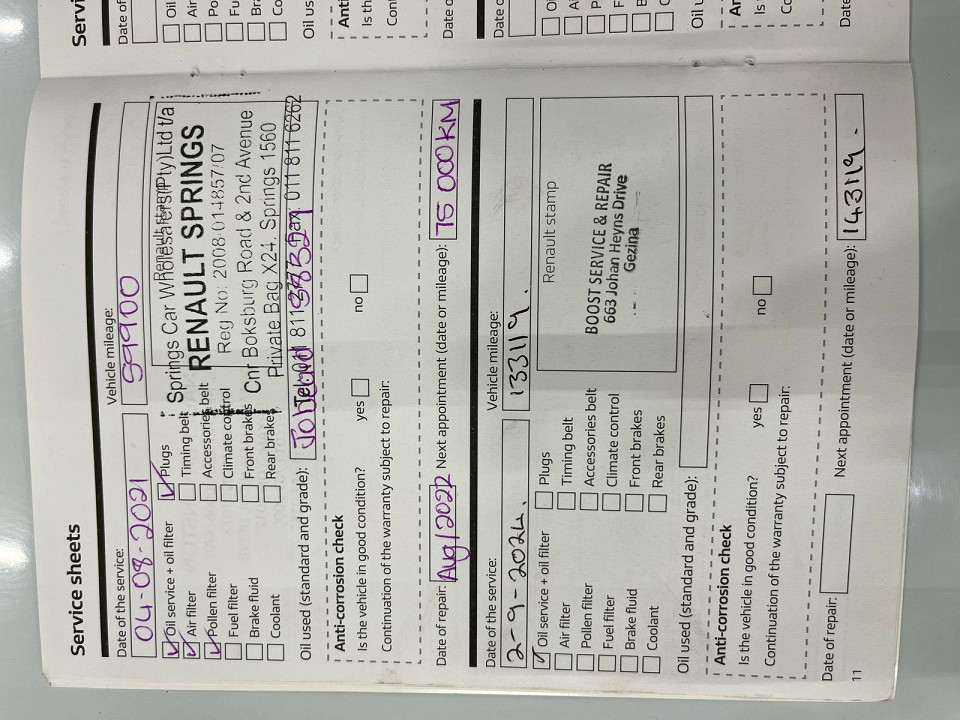 Service sheets
Date of the service:
Vehicle mileage:
04-08-2021
59900
Oil service + oil filter
Plugs
Air filter
Timing belt
Pollen filter
Accessories belt
Fuel filter
Climate control
Brake fluid
Front brakes
Coolant
Rear brakes
Renault stamp
Springs Car Wholesalers (Pty) Ltd t/a
RENAULT SPRINGS
Reg No: 2008/014857/07
Cnr Boksburg Road & 2nd Avenue
Private Bag X24, Springs 1560
011 811 6262
Oil used (standard and grade):
Anti-corrosion check
Is the vehicle in good condition?
yes
no
Continuation of the warranty subject to repair:
Date of repair:
Aug/2022
Next appointment (date or mileage):
75 000KM
Date of the service:
Vehicle mileage:
2-9-2024.
133119.
Oil service + oil filter
Plugs
Air filter
Timing belt
Pollen filter
Accessories belt
Fuel filter
Climate control
Brake fluid
Front brakes
Coolant
Rear brakes
Renault stamp
BOOST SERVICE & REPAIR
663 Johan Heyns Drive
Gezina
Oil used (standard and grade):
Anti-corrosion check
Is the vehicle in good condition?
yes
no
Continuation of the warranty subject to repair:
Date of repair:
Next appointment (date or mileage):
143119.
11